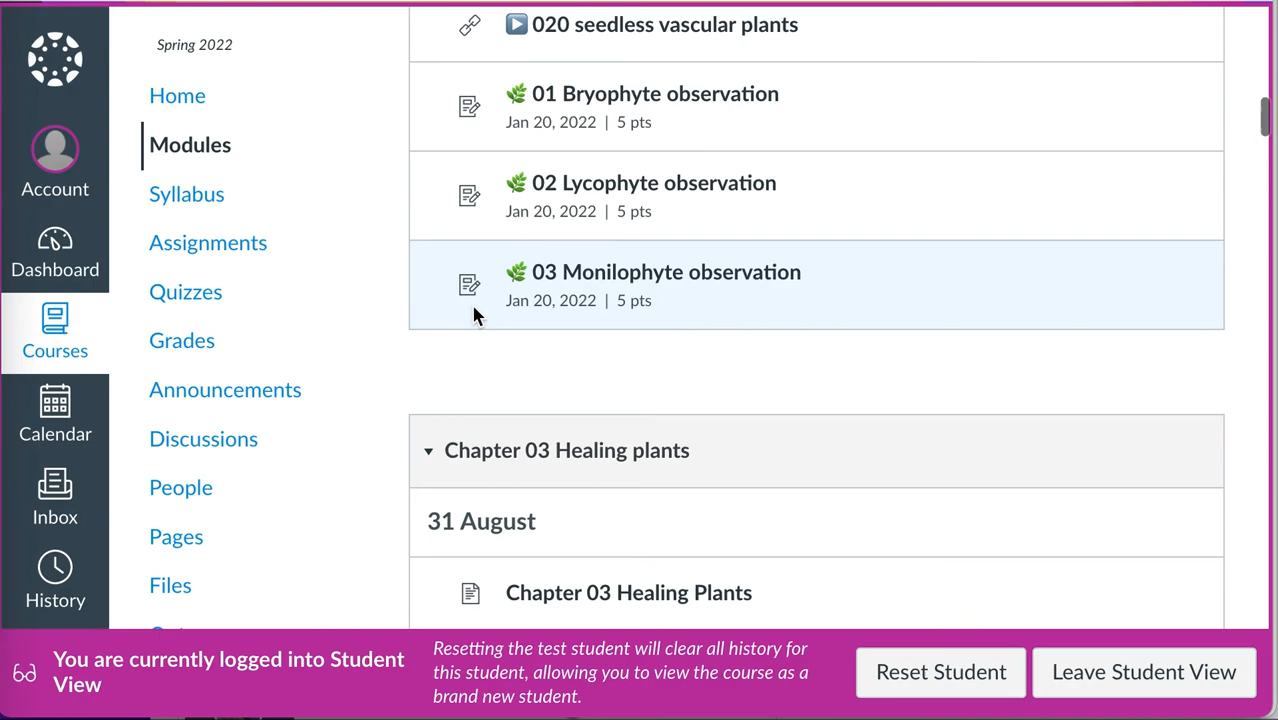 Spring 2022
Account
Dashboard
Courses
Calendar
Inbox
History
Home
Modules
Syllabus
Assignments
Quizzes
Grades
Announcements
Discussions
People
Pages
Files
020 seedless vascular plants
01 Bryophyte observation
Jan 20, 2022 | 5 pts
02 Lycophyte observation
Jan 20, 2022 | 5 pts
03 Monilophyte observation
Jan 20, 2022 | 5 pts
Chapter 03 Healing plants
31 August
Chapter 03 Healing Plants
You are currently logged into Student
View
Resetting the test student will clear all history for
this student, allowing you to view the course as a
brand new student.
Reset Student
Leave Student View